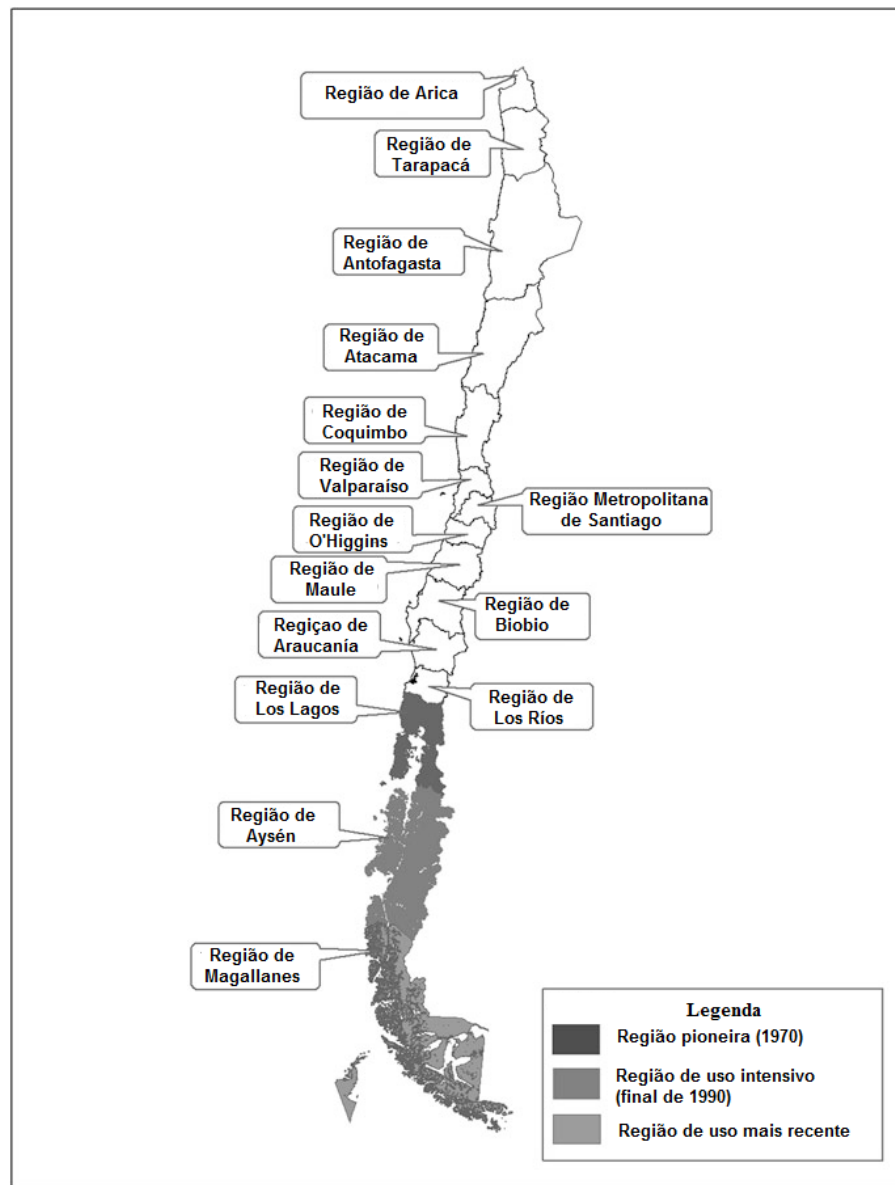 Região de Arica
Região de
Tarapacá
Região de
Antofagasta
Região de
Atacama
Região de
Coquimbo
Região de
Valparaíso
Região Metropolitana
de Santiago
Região de
O'Higgins
Região de
Maule
Região de
Biobio
Regiçao de
Araucanía
Região de
Los Lagos
Região de
Los Ríos
Região de
Aysén
Região de
Magallanes
Legenda
Região pioneira (1970)
Região de uso intensivo
(final de 1990)
Região de uso mais recente